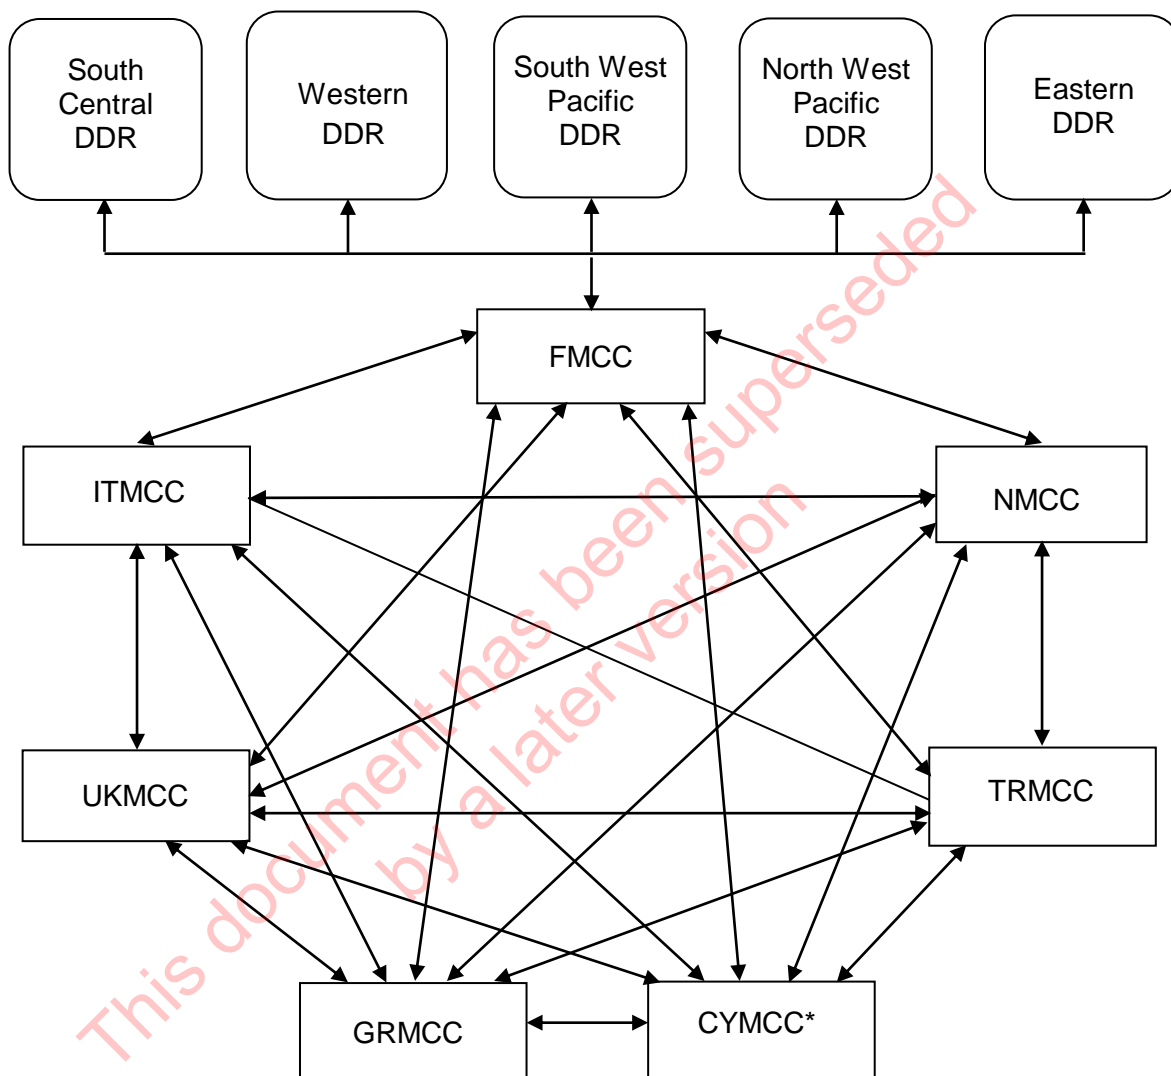 South
Central
DDR
Western
DDR
South West
Pacific
DDR
North West
Pacific
DDR
Eastern
DDR
FMCC
ITMCC
NMCC
UKMCC
TRMCC
GRMCC
CYMCC*
This document has been superseded
by a later version